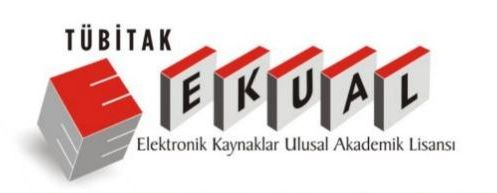 TÜBİTAK
EKUAL
Elektronik Kaynaklar Ulusal Akademik Lisansı